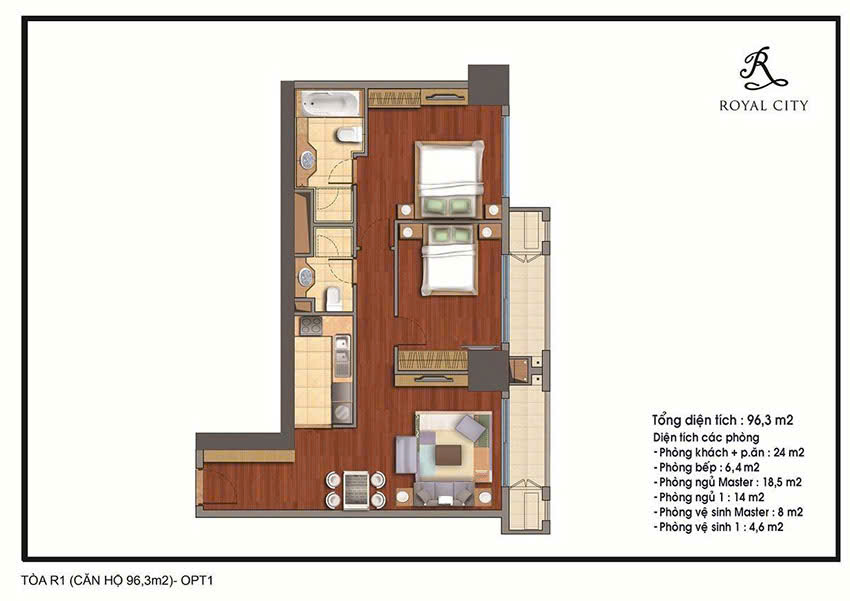 R
ROYAL CITY
Tổng diện tích : 96,3 m2
Diện tích các phòng
- Phòng khách + p.ăn : 24 m2
- Phòng bếp : 6,4 m2
- Phòng ngủ Master : 18,5 m2
- Phòng ngủ 1 : 14 m2
- Phòng vệ sinh Master : 8 m2
- Phòng vệ sinh 1 : 4,6 m2
TÒA R1 (CĂN HỘ 96,3m2)- OPT1